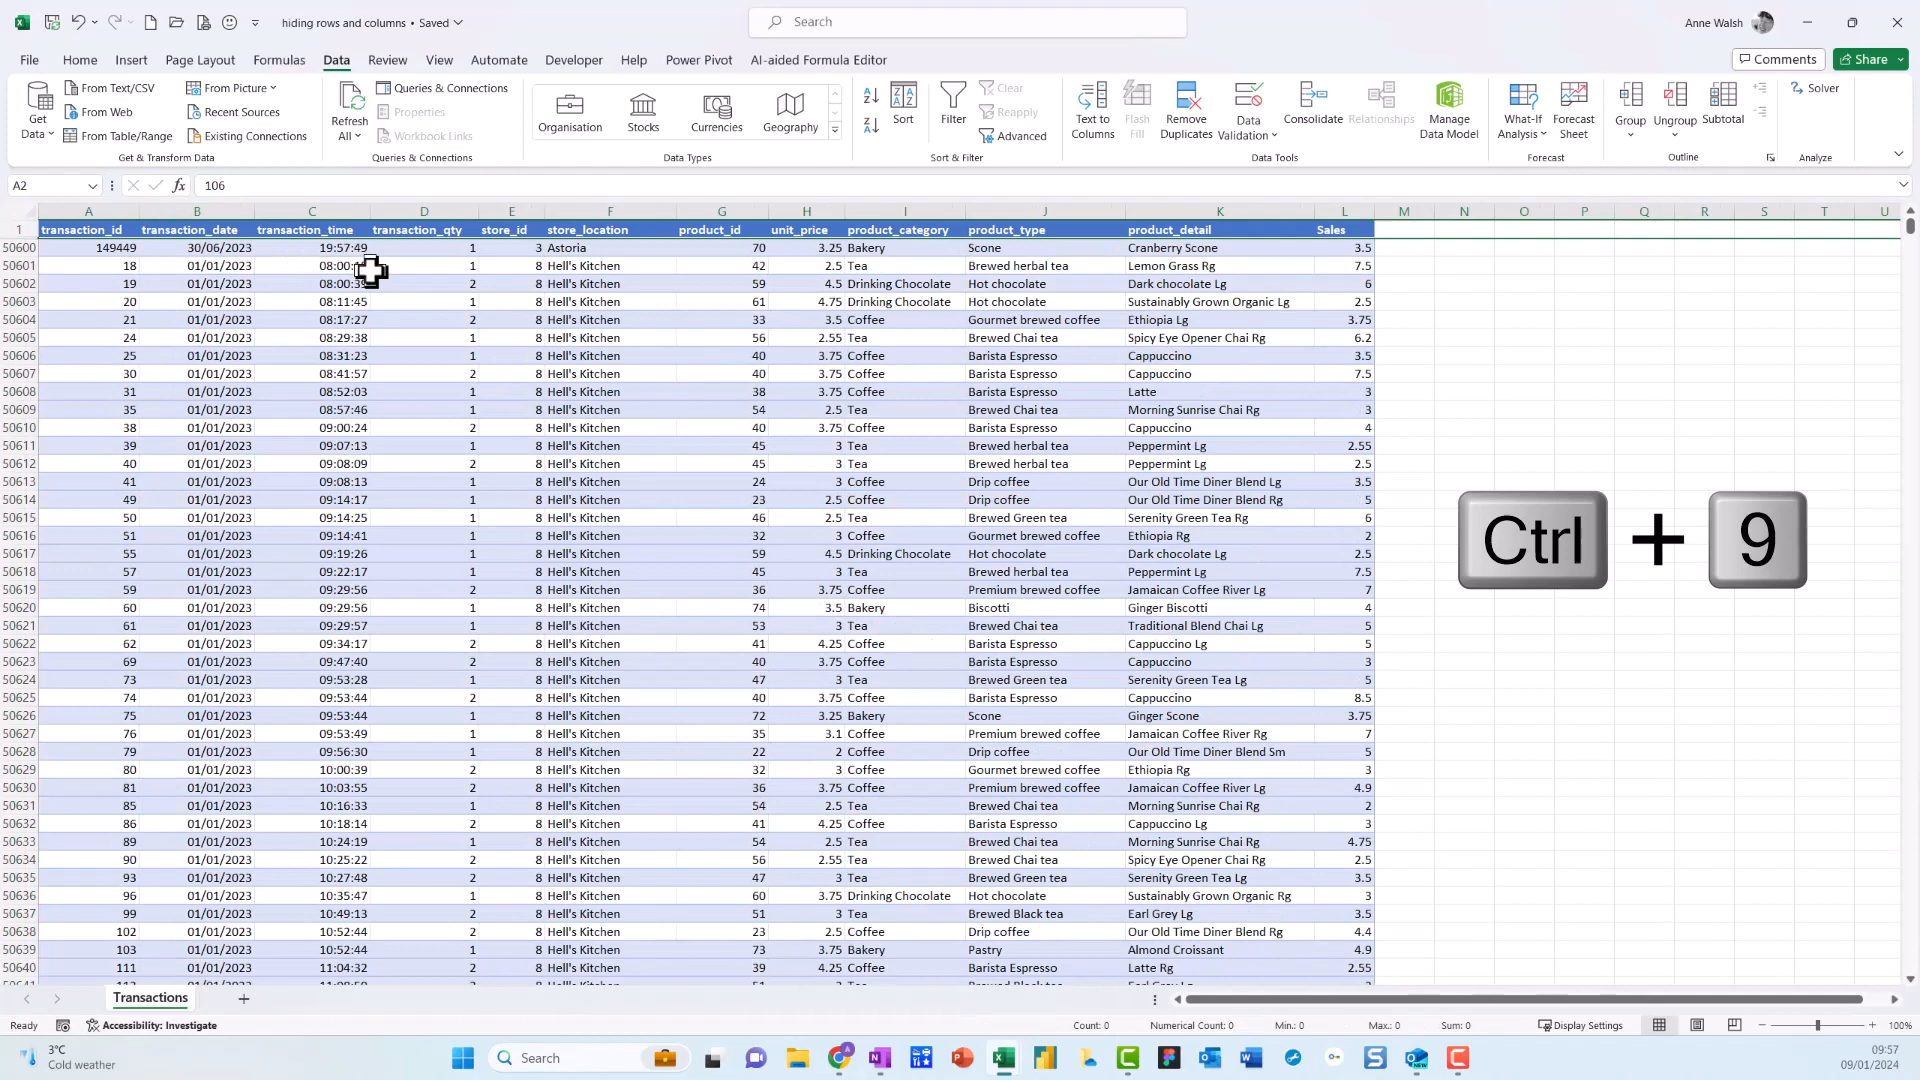 hiding rows and columns • Saved
Search
Anne Walsh
File Home Insert Page Layout Formulas Data Review View Automate Developer Help Power Pivot AI-aided Formula Editor
Comments Share
Get Data
From Text/CSV
From Web
From Table/Range
From Picture
Recent Sources
Existing Connections
Get & Transform Data
Refresh All
Queries & Connections
Properties
Workbook Links
Queries & Connections
Organisation Stocks Currencies Geography
Data Types
Sort Filter
Clear
Reapply
Advanced
Sort & Filter
Text to Columns
Flash Fill
Remove Duplicates
Data Validation
Consolidate
Relationships
Manage Data Model
Data Tools
What-If Analysis
Forecast Sheet
Forecast
Group Ungroup Subtotal
Outline
Solver
Analyze
A2 fx 106
A B C D E F G H I J K L M N O P Q R S T U
1 transaction_id transaction_date transaction_time transaction_qty store_id store_location product_id unit_price product_category product_type product_detail Sales
50600 149449 30/06/2023 19:57:49 1 3 Astoria 70 3.25 Bakery Scone Cranberry Scone 3.5
50601 18 01/01/2023 1 8 Hell's Kitchen 42 2.5 Tea Brewed herbal tea Lemon Grass Rg 7.5
50602 19 01/01/2023 2 8 Hell's Kitchen 59 4.5 Drinking Chocolate Hot chocolate Dark chocolate Lg 6
50603 20 01/01/2023 08:11:45 1 8 Hell's Kitchen 61 4.75 Drinking Chocolate Hot chocolate Sustainably Grown Organic Lg 2.5
50604 21 01/01/2023 08:17:27 2 8 Hell's Kitchen 33 3.5 Coffee Gourmet brewed coffee Ethiopia Lg 3.75
50605 24 01/01/2023 08:29:38 1 8 Hell's Kitchen 56 2.55 Tea Brewed Chai tea Spicy Eye Opener Chai Rg 6.2
50606 25 01/01/2023 08:31:23 1 8 Hell's Kitchen 40 3.75 Coffee Barista Espresso Cappuccino 3.5
50607 30 01/01/2023 08:41:57 2 8 Hell's Kitchen 40 3.75 Coffee Barista Espresso Cappuccino 7.5
50608 31 01/01/2023 08:52:03 1 8 Hell's Kitchen 38 3.75 Coffee Barista Espresso Latte 3
50609 35 01/01/2023 08:57:46 1 8 Hell's Kitchen 54 2.5 Tea Brewed Chai tea Morning Sunrise Chai Rg 3
50610 38 01/01/2023 09:00:24 2 8 Hell's Kitchen 40 3.75 Coffee Barista Espresso Cappuccino 4
50611 39 01/01/2023 09:07:13 1 8 Hell's Kitchen 45 3 Tea Brewed herbal tea Peppermint Lg 2.55
50612 40 01/01/2023 09:08:09 2 8 Hell's Kitchen 45 3 Tea Brewed herbal tea Peppermint Lg 2.5
50613 41 01/01/2023 09:08:13 1 8 Hell's Kitchen 24 3 Coffee Drip coffee Our Old Time Diner Blend Lg 3.5
50614 49 01/01/2023 09:14:17 1 8 Hell's Kitchen 23 2.5 Coffee Drip coffee Our Old Time Diner Blend Rg 5
50615 50 01/01/2023 09:14:25 1 8 Hell's Kitchen 46 2.5 Tea Brewed Green tea Serenity Green Tea Rg 6
50616 51 01/01/2023 09:14:41 1 8 Hell's Kitchen 32 3 Coffee Gourmet brewed coffee Ethiopia Rg 2
50617 55 01/01/2023 09:19:26 1 8 Hell's Kitchen 59 4.5 Drinking Chocolate Hot chocolate Dark chocolate Lg 2.5
50618 57 01/01/2023 09:22:17 1 8 Hell's Kitchen 45 3 Tea Brewed herbal tea Peppermint Lg 7.5
50619 59 01/01/2023 09:29:56 2 8 Hell's Kitchen 36 3.75 Coffee Premium brewed coffee Jamaican Coffee River Lg 7
50620 60 01/01/2023 09:29:56 1 8 Hell's Kitchen 74 3.5 Bakery Biscotti Ginger Biscotti 4
50621 61 01/01/2023 09:29:57 1 8 Hell's Kitchen 53 3 Tea Brewed Chai tea Traditional Blend Chai Lg 5
50622 62 01/01/2023 09:34:17 2 8 Hell's Kitchen 41 4.25 Coffee Barista Espresso Cappuccino Lg 5
50623 69 01/01/2023 09:47:40 2 8 Hell's Kitchen 40 3.75 Coffee Barista Espresso Cappuccino 3
50624 73 01/01/2023 09:53:28 1 8 Hell's Kitchen 47 3 Tea Brewed Green tea Serenity Green Tea Lg 5
50625 74 01/01/2023 09:53:44 2 8 Hell's Kitchen 40 3.75 Coffee Barista Espresso Cappuccino 8.5
50626 75 01/01/2023 09:53:44 1 8 Hell's Kitchen 72 3.25 Bakery Scone Ginger Scone 3.75
50627 76 01/01/2023 09:53:49 1 8 Hell's Kitchen 35 3.1 Coffee Premium brewed coffee Jamaican Coffee River Rg 7
50628 79 01/01/2023 09:56:30 1 8 Hell's Kitchen 22 2 Coffee Drip coffee Our Old Time Diner Blend Sm 5
50629 80 01/01/2023 10:00:39 2 8 Hell's Kitchen 32 3 Coffee Gourmet brewed coffee Ethiopia Rg 3
50630 81 01/01/2023 10:03:55 2 8 Hell's Kitchen 36 3.75 Coffee Premium brewed coffee Jamaican Coffee River Lg 4.9
50631 85 01/01/2023 10:16:33 1 8 Hell's Kitchen 54 2.5 Tea Brewed Chai tea Morning Sunrise Chai Rg 2
50632 86 01/01/2023 10:18:14 2 8 Hell's Kitchen 41 4.25 Coffee Barista Espresso Cappuccino Lg 3
50633 89 01/01/2023 10:24:19 1 8 Hell's Kitchen 54 2.5 Tea Brewed Chai tea Morning Sunrise Chai Rg 4.75
50634 90 01/01/2023 10:25:22 2 8 Hell's Kitchen 56 2.55 Tea Brewed Chai tea Spicy Eye Opener Chai Rg 2.5
50635 93 01/01/2023 10:27:48 2 8 Hell's Kitchen 47 3 Tea Brewed Green tea Serenity Green Tea Lg 3.5
50636 96 01/01/2023 10:35:47 1 8 Hell's Kitchen 60 3.75 Drinking Chocolate Hot chocolate Sustainably Grown Organic Rg 3
50637 99 01/01/2023 10:49:13 2 8 Hell's Kitchen 51 3 Tea Brewed Black tea Earl Grey Lg 3.5
50638 102 01/01/2023 10:52:44 2 8 Hell's Kitchen 23 2.5 Coffee Drip coffee Our Old Time Diner Blend Rg 4.4
50639 103 01/01/2023 10:52:44 1 8 Hell's Kitchen 73 3.75 Bakery Pastry Almond Croissant 4.9
50640 111 01/01/2023 11:04:32 2 8 Hell's Kitchen 39 4.25 Coffee Barista Espresso Latte Rg 2.55
Ctrl + 9
Transactions
Ready Accessibility: Investigate Count: 0 Numerical Count: 0 Min.: 0 Max.: 0 Sum: 0 Display Settings 100%
3°C
Cold weather
Search
09:57
09/01/2024